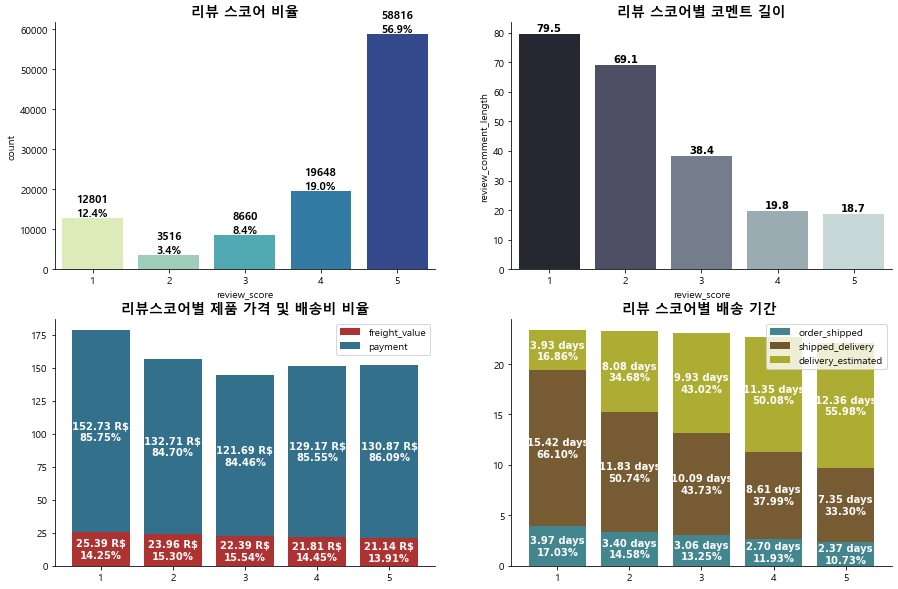 리뷰 스코어 비율
60000
50000
40000
30000
20000
10000
0
count
12801
12.4%
3516
3.4%
8660
8.4%
19648
19.0%
58816
56.9%
1 2 3 4 5
review_score
리뷰 스코어별 코멘트 길이
80
70
60
50
40
30
20
10
0
review_comment_length
79.5
69.1
38.4
19.8
18.7
1 2 3 4 5
review_score
리뷰스코어별 제품 가격 및 배송비 비율
175
150
125
100
75
50
25
0
freight_value
payment
152.73 R$
85.75%
132.71 R$
84.70%
121.69 R$
84.46%
129.17 R$
85.55%
130.87 R$
86.09%
25.39 R$
14.25%
23.96 R$
15.30%
22.39 R$
15.54%
21.81 R$
14.45%
21.14 R$
13.91%
1 2 3 4 5
리뷰 스코어별 배송 기간
20
15
10
5
0
order_shipped
shipped_delivery
delivery_estimated
3.93 days
16.86%
8.08 days
34.68%
9.93 days
43.02%
11.35 days
50.08%
12.36 days
55.98%
15.42 days
66.10%
11.83 days
50.74%
10.09 days
43.73%
8.61 days
37.99%
7.35 days
33.30%
3.97 days
17.03%
3.40 days
14.58%
3.06 days
13.25%
2.70 days
11.93%
2.37 days
10.73%
1 2 3 4 5